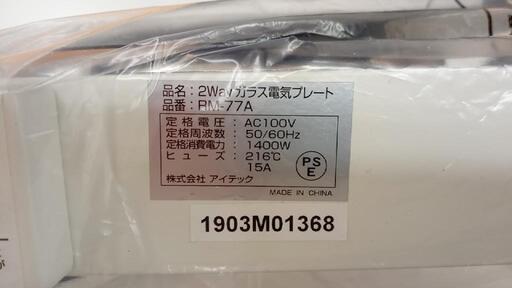 品名：2Wayガラス電気プレート
品番：RM-77A
定格電圧：AC100V
定格周波数：50/60Hz
定格消費電力：1400W
ヒューズ：216℃
15A
PSE
株式会社 アイテック
MADE IN CHINA
1903M01368